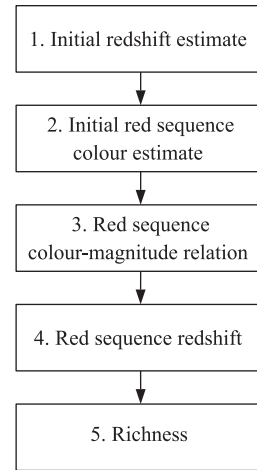 1. Initial redshift estimate
2. Initial red sequence
colour estimate
3. Red sequence
colour-magnitude relation
4. Red sequence redshift
5. Richness